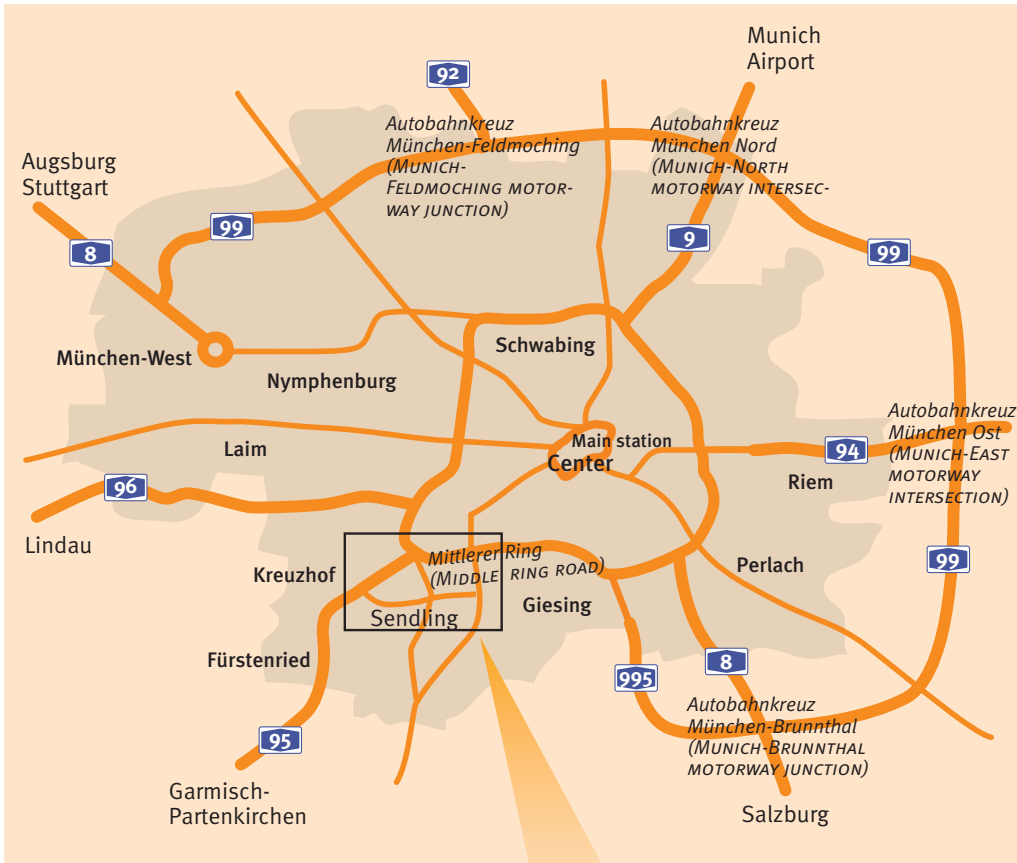 Munich
Airport
92
Autobahnkreuz
München-Feldmoching
(MUNICH-
FELDMOCHING MOTOR-
WAY JUNCTION)
Autobahnkreuz
München Nord
(MUNICH-NORTH
MOTORWAY INTERSEC-
Augsburg
Stuttgart
99
8
9
99
München-West
Schwabing
Nymphenburg
Autobahnkreuz
München Ost
(MUNICH-EAST
MOTORWAY
INTERSECTION)
Laim
Main station
Center
94
Riem
96
Lindau
Kreuzhof
Mittlerer Ring
(MIDDLE RING ROAD)
Perlach
99
Sendling
Giesing
Fürstenried
995
8
Autobahnkreuz
München-Brunnthal
(MUNICH-BRUNNTHAL
MOTORWAY JUNCTION)
95
Garmisch-
Partenkirchen
Salzburg